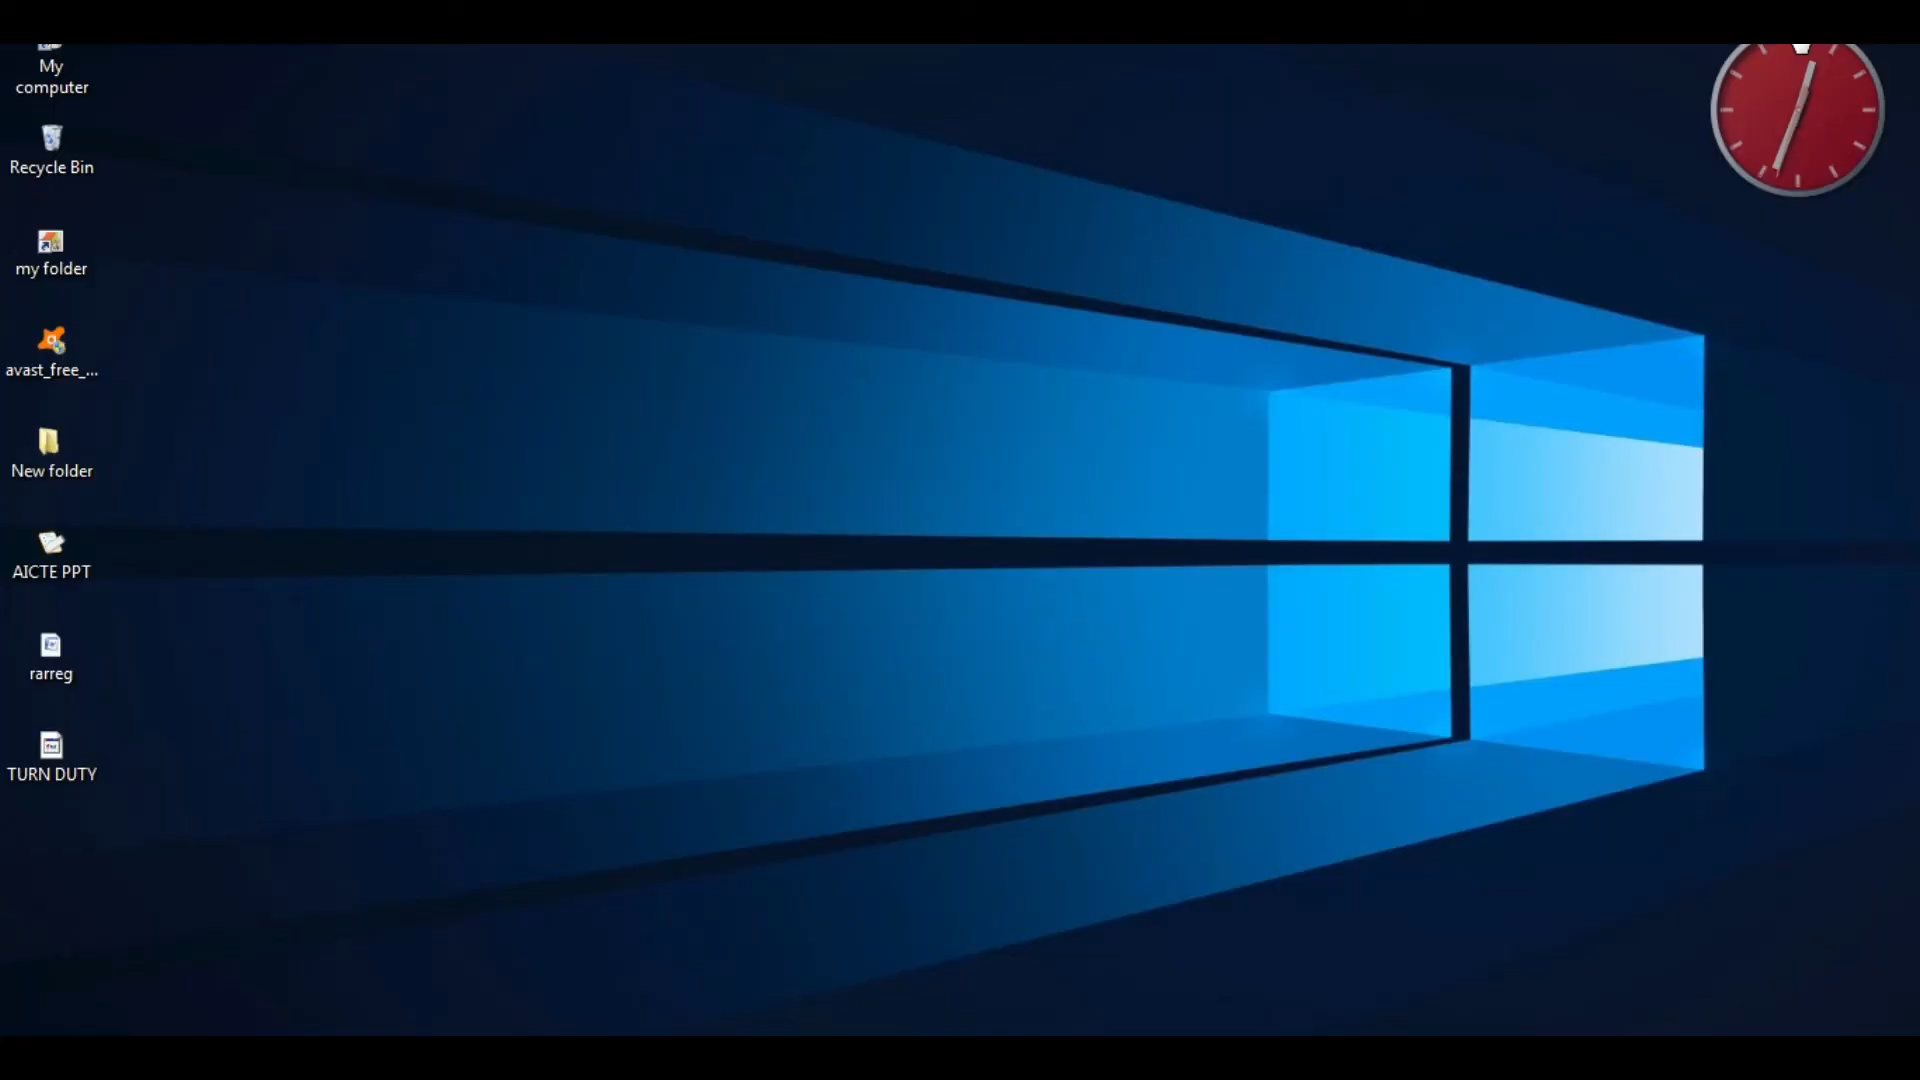 My
computer
Recycle Bin
my folder
avast_free_...
New folder
AICTE PPT
rarreg
TURN DUTY